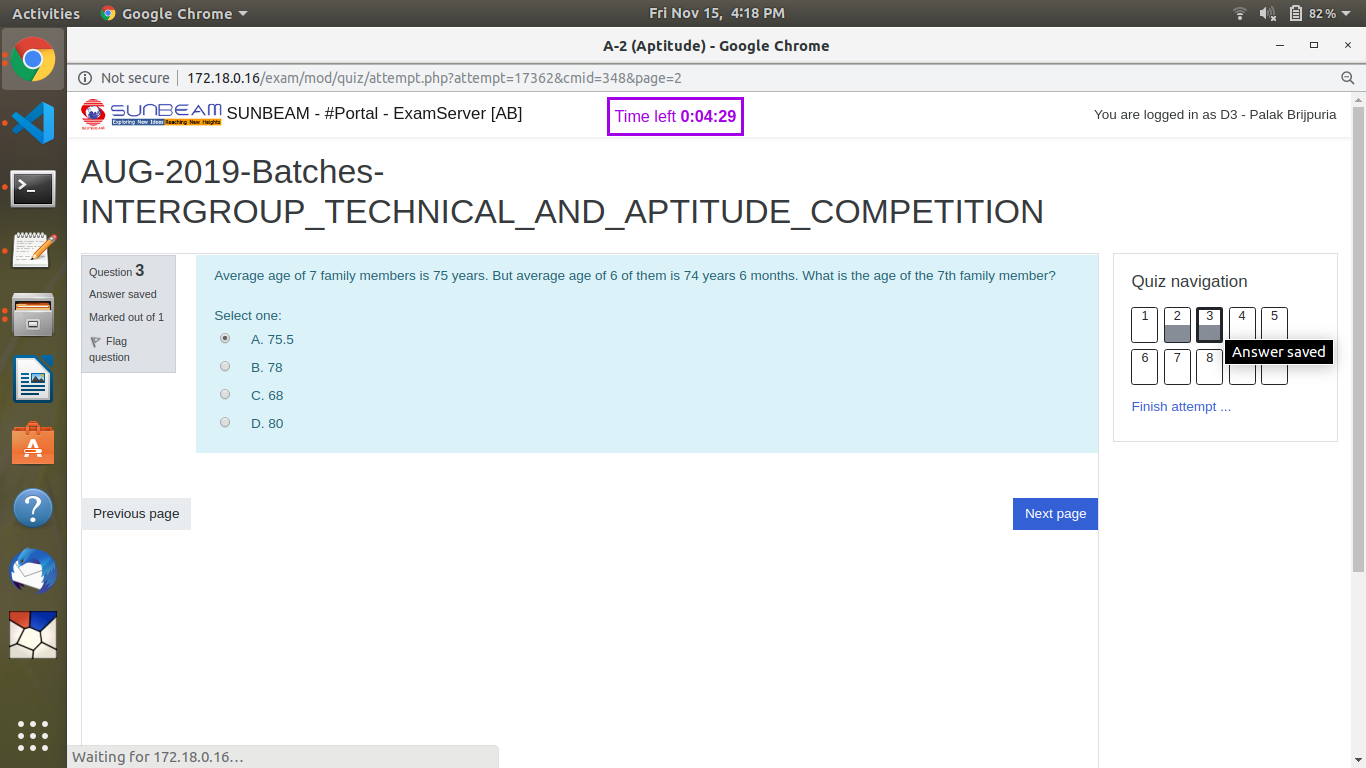 Activities Google Chrome Fri Nov 15, 4:18 PM 82%
A-2 (Aptitude) - Google Chrome
Not secure 172.18.0.16/exam/mod/quiz/attempt.php?attempt=17362&cmid=348&page=2
SUNBEAM SUNBEAM - #Portal - ExamServer [AB] Time left 0:04:29 You are logged in as D3 - Palak Brijpuria
Exploring New Ideas Reaching New Heights
AUG-2019-Batches-
INTERGROUP_TECHNICAL_AND_APTITUDE_COMPETITION
Question 3
Answer saved
Marked out of 1
Flag
question
Average age of 7 family members is 75 years. But average age of 6 of them is 74 years 6 months. What is the age of the 7th family member?
Select one:
A. 75.5
B. 78
C. 68
D. 80
Quiz navigation
1 2 3 4 5
Answer saved
6 7 8
Finish attempt ...
Previous page
Next page
Waiting for 172.18.0.16…